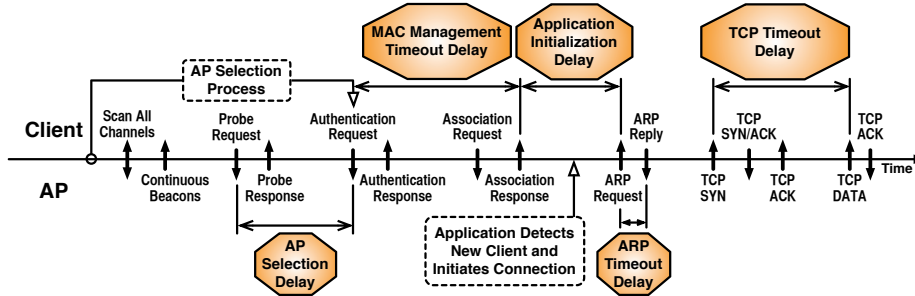 MAC Management
Timeout Delay
Application
Initialization
Delay
TCP Timeout
Delay
AP Selection
Process
Client
Scan All
Channels
Probe
Request
Authentication
Request
Association
Request
ARP
Reply
TCP
SYN/ACK
TCP
ACK
Time
AP
Continuous
Beacons
Probe
Response
Authentication
Response
Association
Response
ARP
Request
TCP
SYN
TCP
ACK
TCP
DATA
AP
Selection
Delay
Application Detects
New Client and
Initiates Connection
ARP
Timeout
Delay